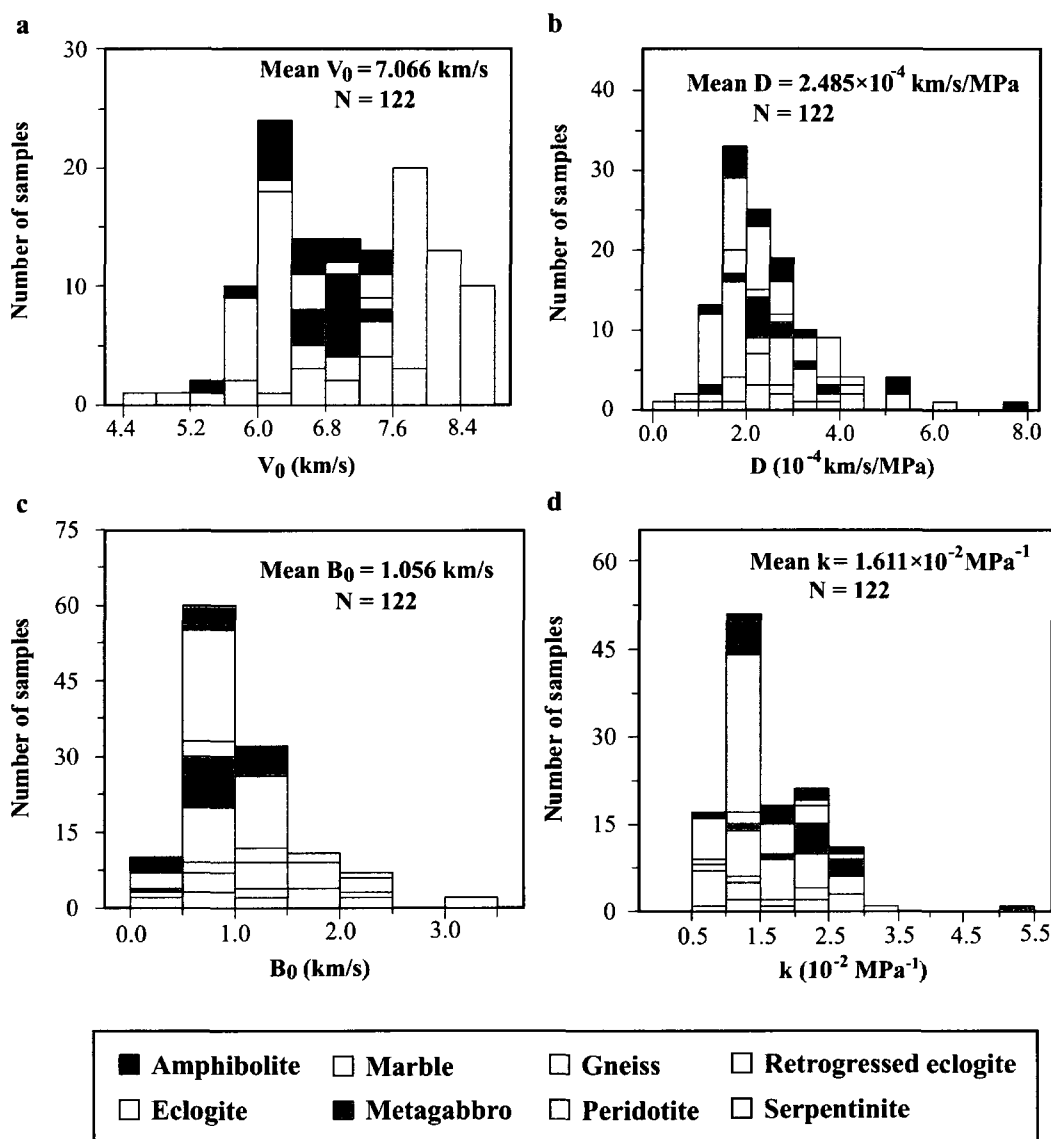 a
30
20
10
0
Number of samples
Mean V₀ = 7.066 km/s
N = 122
4.4 5.2 6.0 6.8 7.6 8.4
V₀ (km/s)
b
40
30
20
10
0
Number of samples
Mean D = 2.485×10⁻⁴ km/s/MPa
N = 122
0.0 2.0 4.0 6.0 8.0
D (10⁻⁴ km/s/MPa)
c
75
60
45
30
15
0
Number of samples
Mean B₀ = 1.056 km/s
N = 122
0.0 1.0 2.0 3.0
B₀ (km/s)
d
60
45
30
15
0
Number of samples
Mean k= 1.611×10⁻² MPa⁻¹
N = 122
0.5 1.5 2.5 3.5 4.5 5.5
k (10⁻² MPa⁻¹)
Amphibolite Marble Gneiss Retrogressed eclogite
Eclogite Metagabbro Peridotite Serpentinite